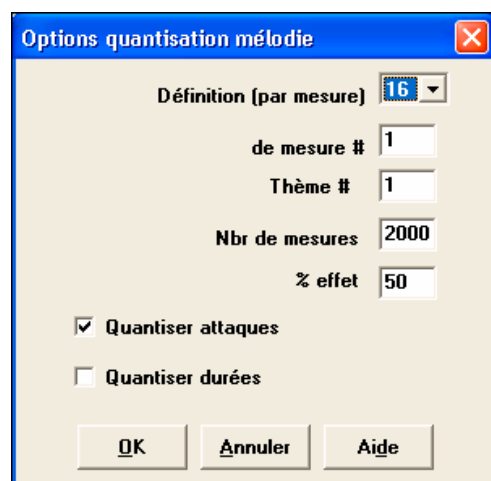 Options quantisation mélodie
Définition (par mesure) 16
de mesure # 1
Thème # 1
Nbr de mesures 2000
% effet 50
Quantiser attaques
Quantiser durées
OK Annuler Aide